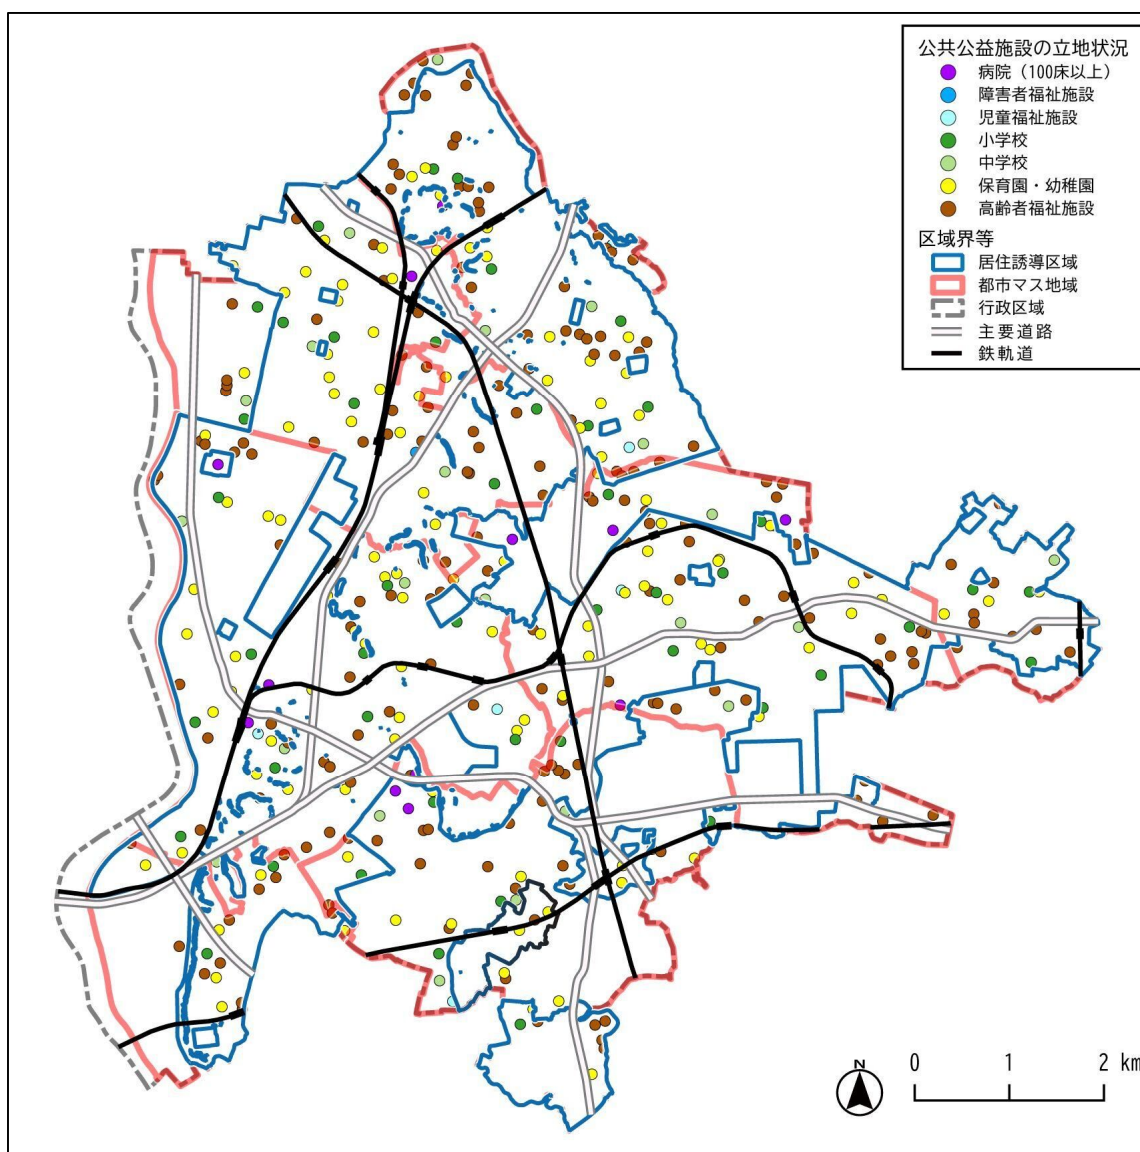 公共公益施設の立地状況
病院（100床以上）
障害者福祉施設
児童福祉施設
小学校
中学校
保育園・幼稚園
高齢者福祉施設
区域界等
居住誘導区域
都市マス地域
行政区域
主要道路
鉄軌道
N
0 1 2 km